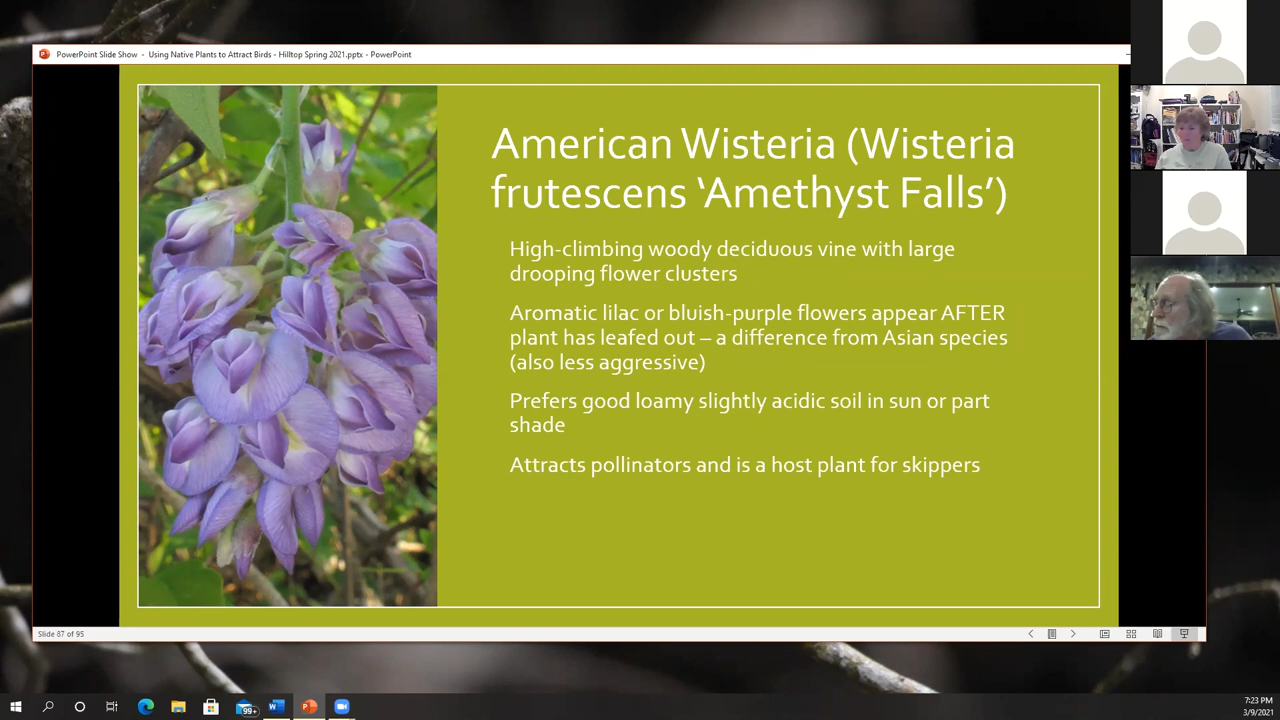 PowerPoint Slide Show - Using Native Plants to Attract Birds - Hilltop Spring 2021.pptx - PowerPoint
American Wisteria (Wisteria
frutescens ‘Amethyst Falls’)
High-climbing woody deciduous vine with large
drooping flower clusters
Aromatic lilac or bluish-purple flowers appear AFTER
plant has leafed out – a difference from Asian species
(also less aggressive)
Prefers good loamy slightly acidic soil in sun or part
shade
Attracts pollinators and is a host plant for skippers
Slide 87 of 95
99+
7:23 PM
3/9/2021